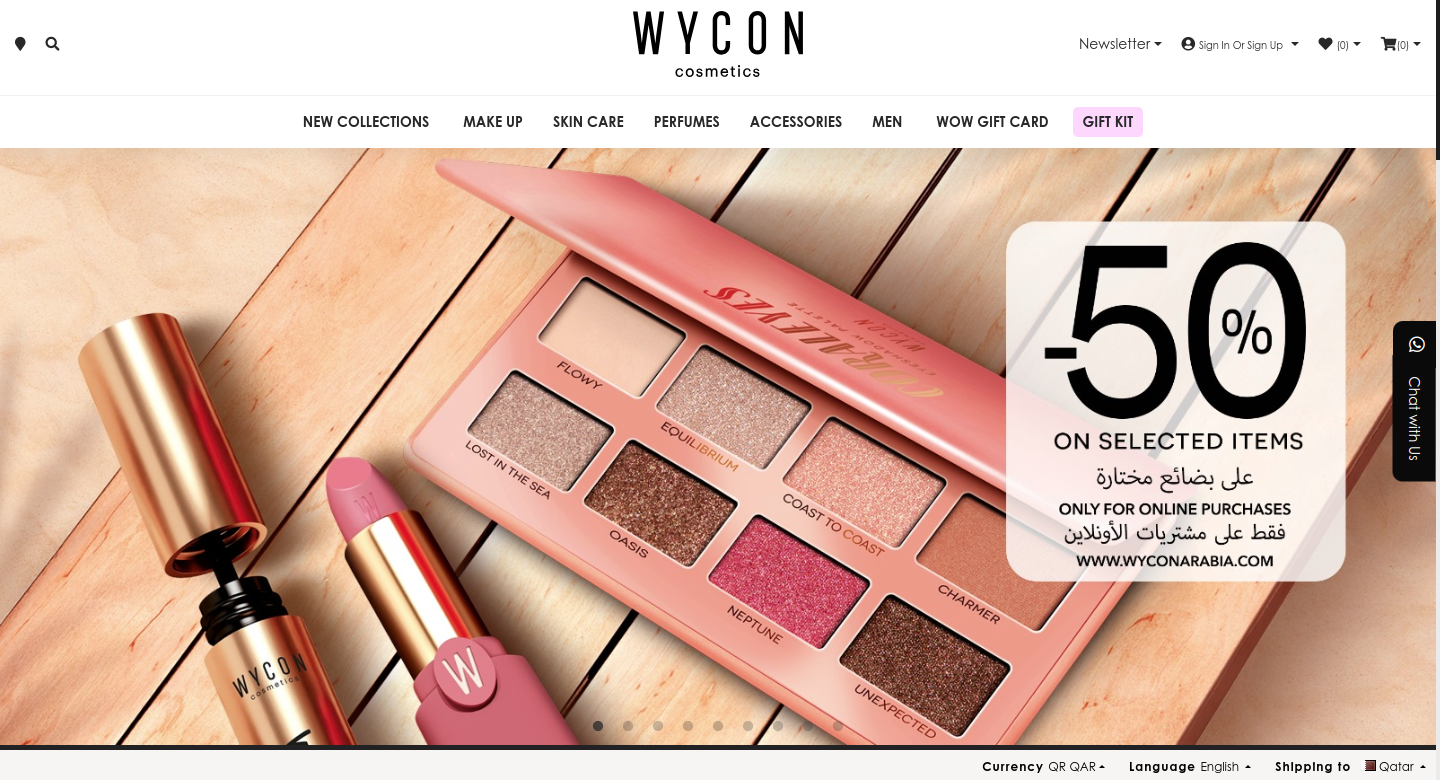 WYCON
cosmetics
Newsletter
Sign In Or Sign Up
(0)
(0)
NEW COLLECTIONS
MAKE UP
SKIN CARE
PERFUMES
ACCESSORIES
MEN
WOW GIFT CARD
GIFT KIT
CORAL EYES
EYESHADOW PALETTE
WYCON
FLOWY
EQUILIBRIUM
COAST TO COAST
CHARMER
LOST IN THE SEA
OASIS
NEPTUNE
UNEXPECTED
W
WYCON
cosmetics
-50%
ON SELECTED ITEMS
على بضائع مختارة
ONLY FOR ONLINE PURCHASES
فقط على مشتريات الأونلاين
WWW.WYCONARABIA.COM
Chat with Us
Currency QR QAR
Language English
Shipping to Qatar